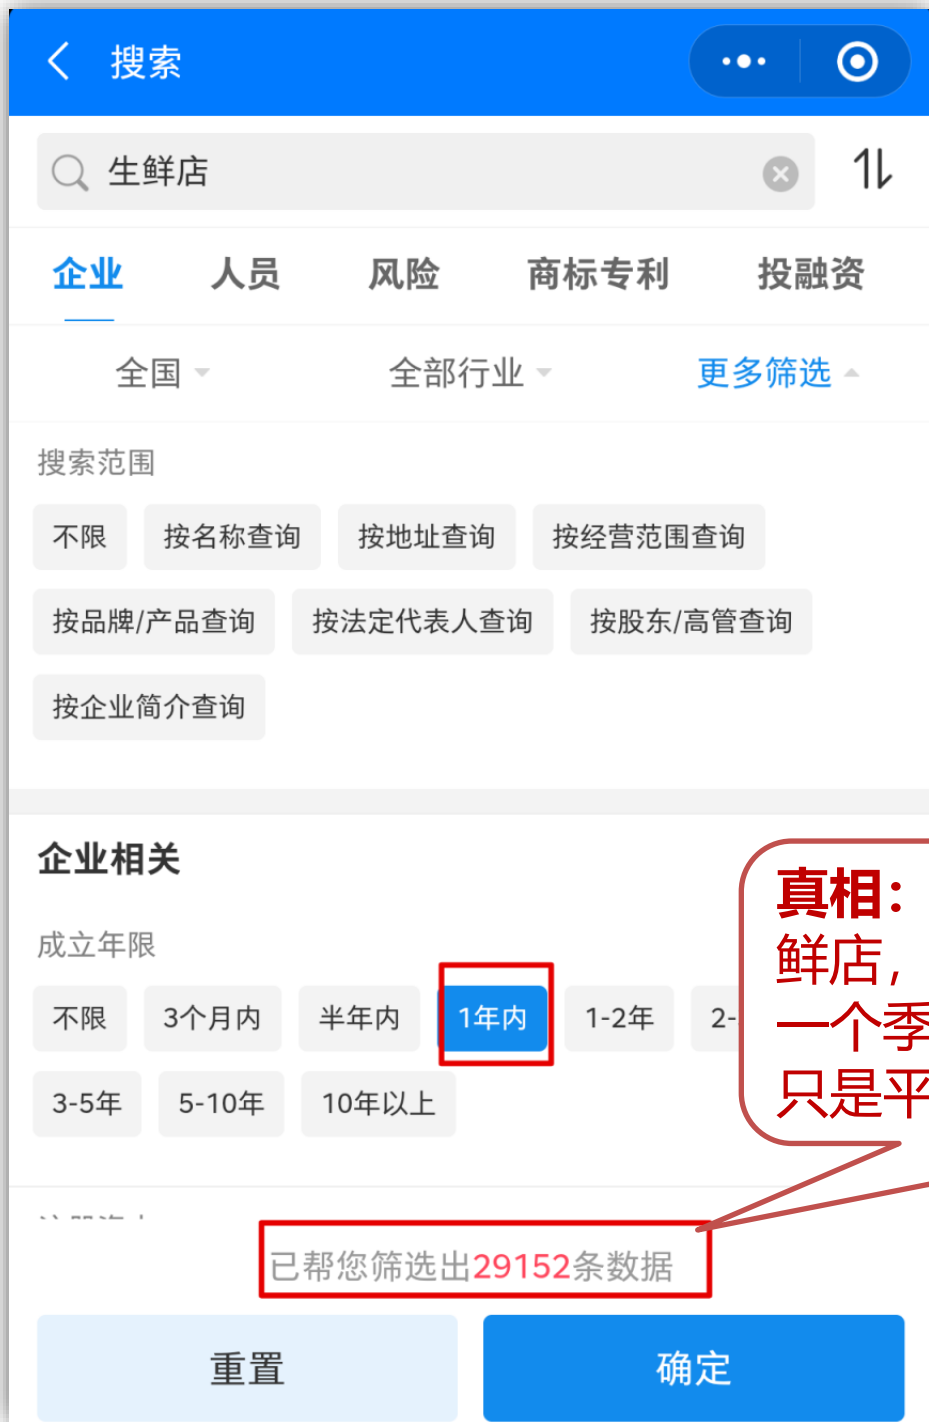 搜索
生鲜店
企业 人员 风险 商标专利 投融资
全国 全部行业 更多筛选
搜索范围
不限 按名称查询 按地址查询 按经营范围查询
按品牌/产品查询 按法定代表人查询 按股东/高管查询
按企业简介查询
企业相关
成立年限
不限 3个月内 半年内 1年内 1-2年 2-
3-5年 5-10年 10年以上
真相：
鲜店，
一个季
只是平
已帮您筛选出29152条数据
重置 确定